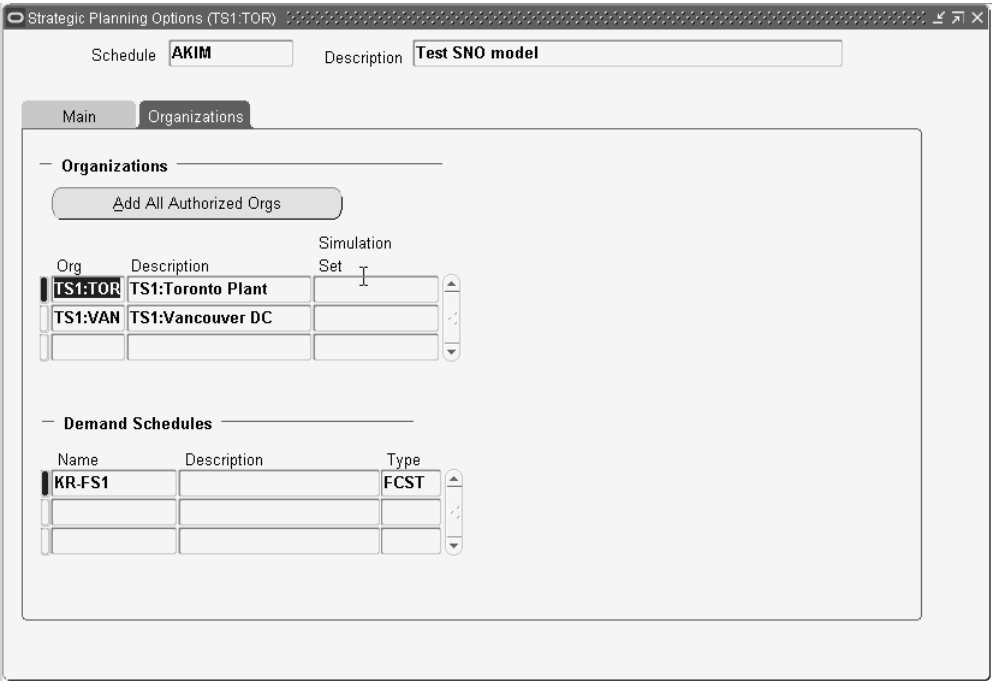 Strategic Planning Options (TS1:TOR)
Schedule AKIM Description Test SNO model
Main Organizations
Organizations
Add All Authorized Orgs
Simulation
Org Description Set
TS1:TOR TS1:Toronto Plant
TS1:VAN TS1:Vancouver DC
Demand Schedules
Name Description Type
KR-FS1 FCST